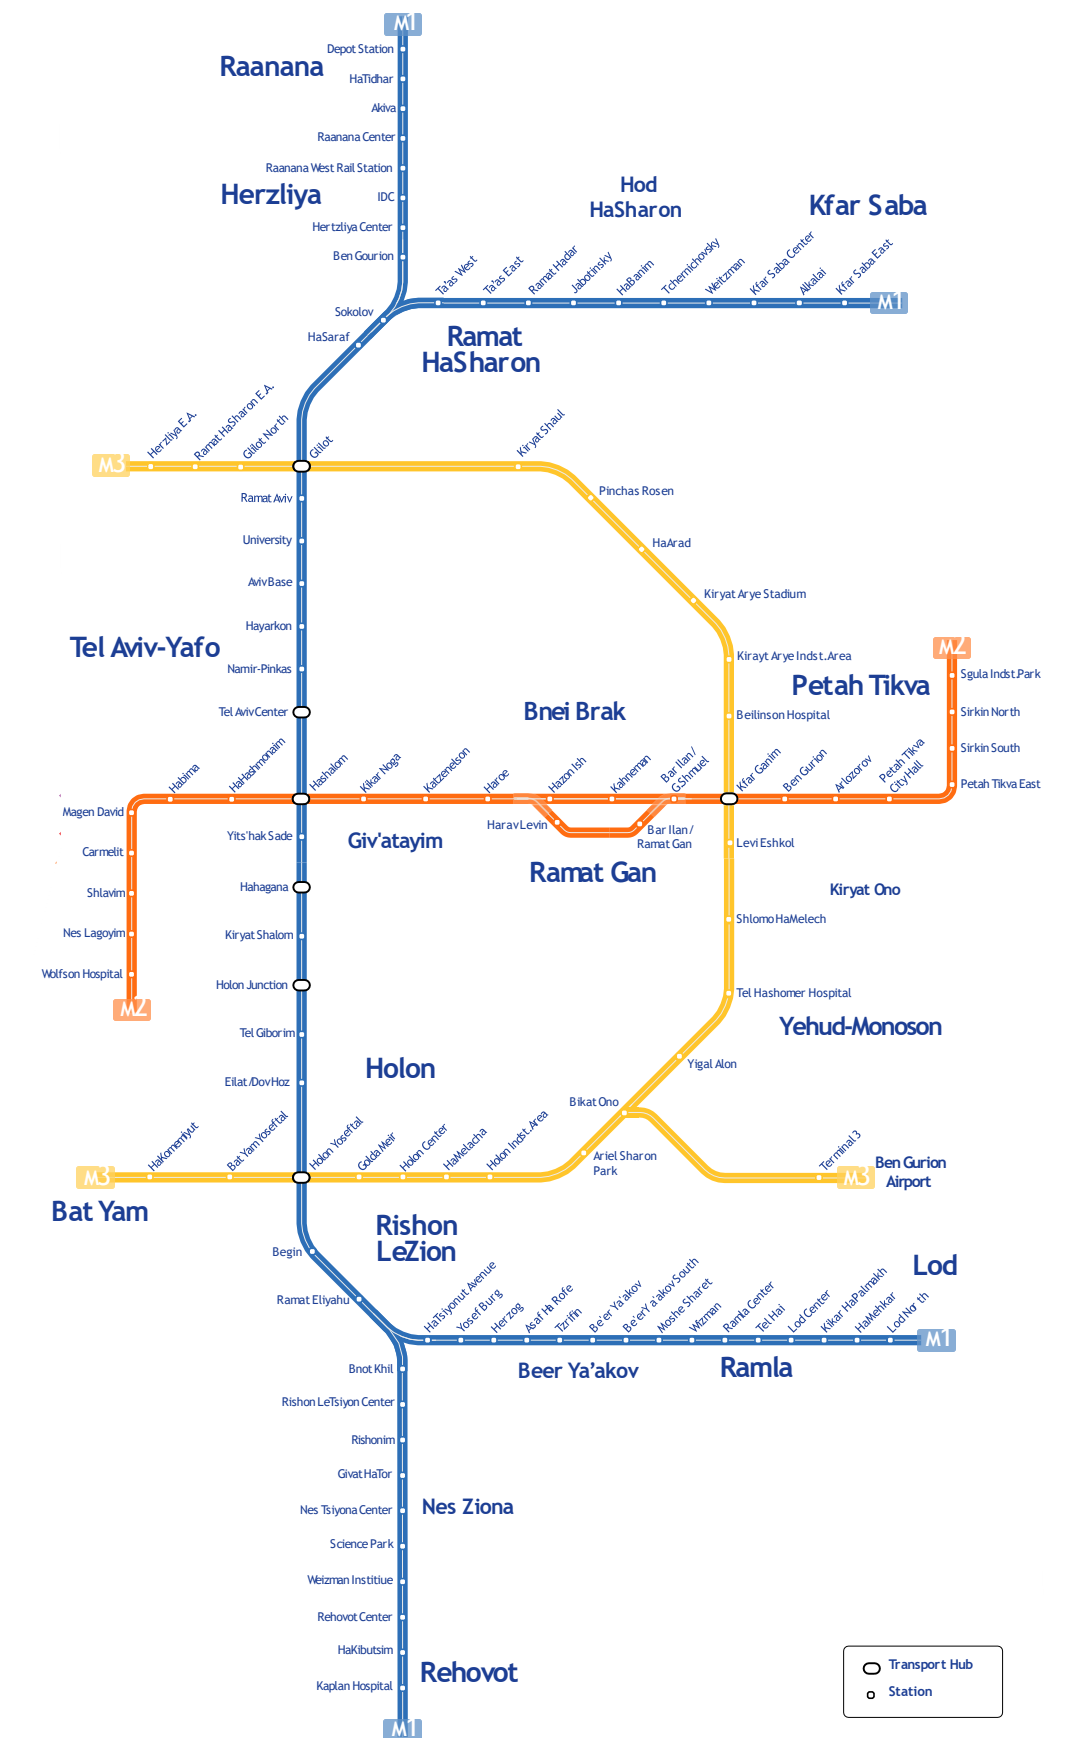 M1
Depot Station
Raanana
HaTidhar
Akiva
Raanana Center
Raanana West Rail Station
Herzliya
IDC
Hertzliya Center
Ben Gourion
Hod
HaSharon
Kfar Saba
Ta'as West
Ta'as East
Ramat Hadar
Jabotinsky
HaBanim
Tchernichovsky
Weitzman
Kfar Saba Center
Alkalai
Kfar Saba East
M1
Sokolov
HaSaraf
Ramat
HaSharon
M3
Herzliya E.A.
Ramat HaSharon E.A.
Glilot North
Glilot
Kiryat Shaul
Pinchas Rosen
HaArad
Kiryat Arye Stadium
Kirayt Arye Indst.Area
Beilinson Hospital
Ramat Aviv
University
Aviv Base
Hayarkon
Namir-Pinkas
Tel Aviv Center
Tel Aviv-Yafo
Bnei Brak
Petah Tikva
M2
Sgula Indst.Park
Sirkin North
Sirkin South
Petah Tikva East
Habima
HaHashmonaim
Hashalom
Kikar Noga
Katzenelson
Haroe
Hazon Ish
Kahneman
Bar Ilan/
G.Shmuel
Kfar Ganim
Ben Gurion
Arlozorov
Petah Tikva
City Hall
Harav Levin
Bar Ilan/
Ramat Gan
Magen David
Carmelit
Shlavim
Nes Lagoyim
Wolfson Hospital
M2
Giv'atayim
Ramat Gan
Kiryat Ono
Yits'hak Sade
Hahagana
Kiryat Shalom
Holon Junction
Tel Giborim
Eilat/Dov Hoz
Levi Eshkol
Shlomo HaMelech
Tel Hashomer Hospital
Yehud-Monoson
Yigal Alon
Bikat Ono
Ariel Sharon
Park
Holon
M3
HaKomemiyut
Bat Yam Yoseftal
Holon Yoseftal
Golda Meir
Holon Center
HaMelacha
Holon Indst.Area
Terminal 3
M3
Ben Gurion
Airport
Bat Yam
Rishon
LeZion
Begin
Ramat Eliyahu
Lod
HaTsiyonut Avenue
Yosef Burg
Herzog
Asaf Ha Rofe
Tzrifin
Be'er Ya'akov
Be'er Ya'akov South
Moshe Sharet
Wizman
Ramla Center
Tel Hai
Lod Center
Kikar HaPalmakh
HaMehkar
Lod North
M1
Beer Ya’akov
Ramla
Bnot Khil
Rishon LeTsiyon Center
Rishonim
Givat HaTor
Nes Tsiyona Center
Nes Ziona
Science Park
Weizman Institiue
Rehovot Center
HaKibutsim
Kaplan Hospital
Rehovot
M1
Transport Hub
Station